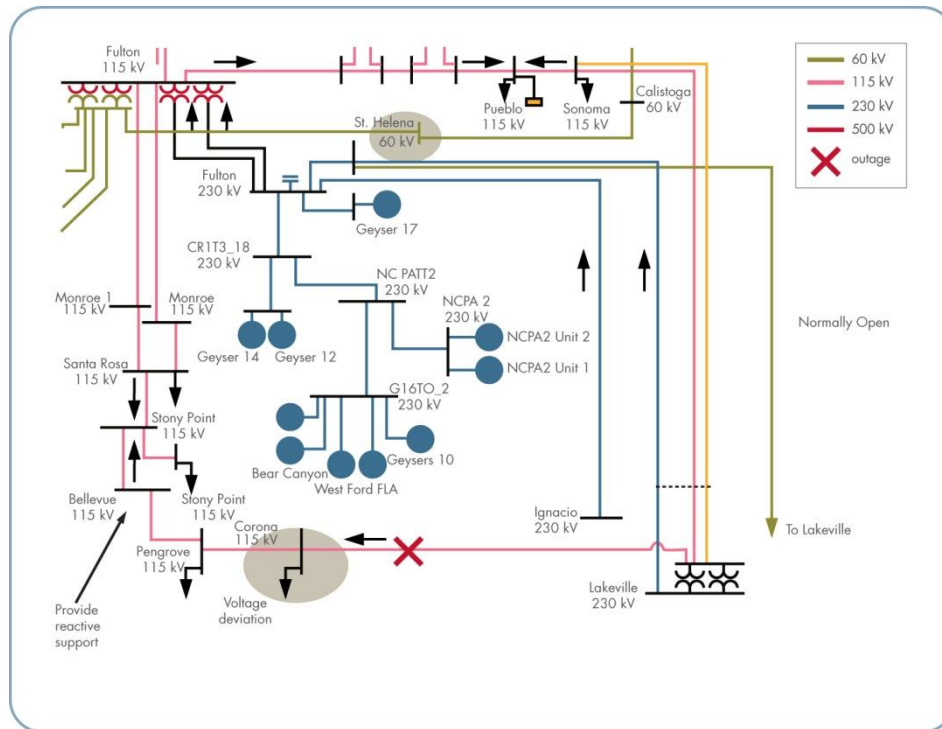 Fulton
115 kV
60 kV
115 kV
230 kV
500 kV
outage
Pueblo
115 kV
Sonoma
115 kV
Calistoga
60 kV
St. Helena
60 kV
Fulton
230 kV
Geyser 17
CR1T3_18
230 kV
NC PATT2
230 kV
NCPA 2
230 kV
NCPA2 Unit 2
NCPA2 Unit 1
Normally Open
Monroe 1
115 kV
Monroe
115 kV
Geyser 14
Geyser 12
Santa Rosa
115 kV
G16TO_2
230 kV
Stony Point
115 kV
Bear Canyon
Geysers 10
West Ford FLA
Bellevue
115 kV
Stony Point
115 kV
Ignacio
230 kV
To Lakeville
Corona
115 kV
Pengrove
115 kV
Lakeville
230 kV
Provide
reactive
support
Voltage
deviation